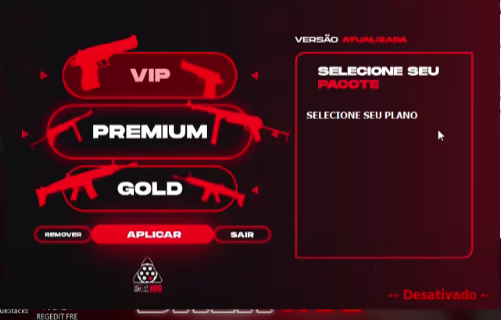 VERSÃO ATUALIZADA
VIP
PREMIUM
GOLD
REMOVER
APLICAR
SAIR
SELECIONE SEU
PACOTE
SELECIONE SEU PLANO
-- Desativado --
ueStacks
REGEDIT FRE